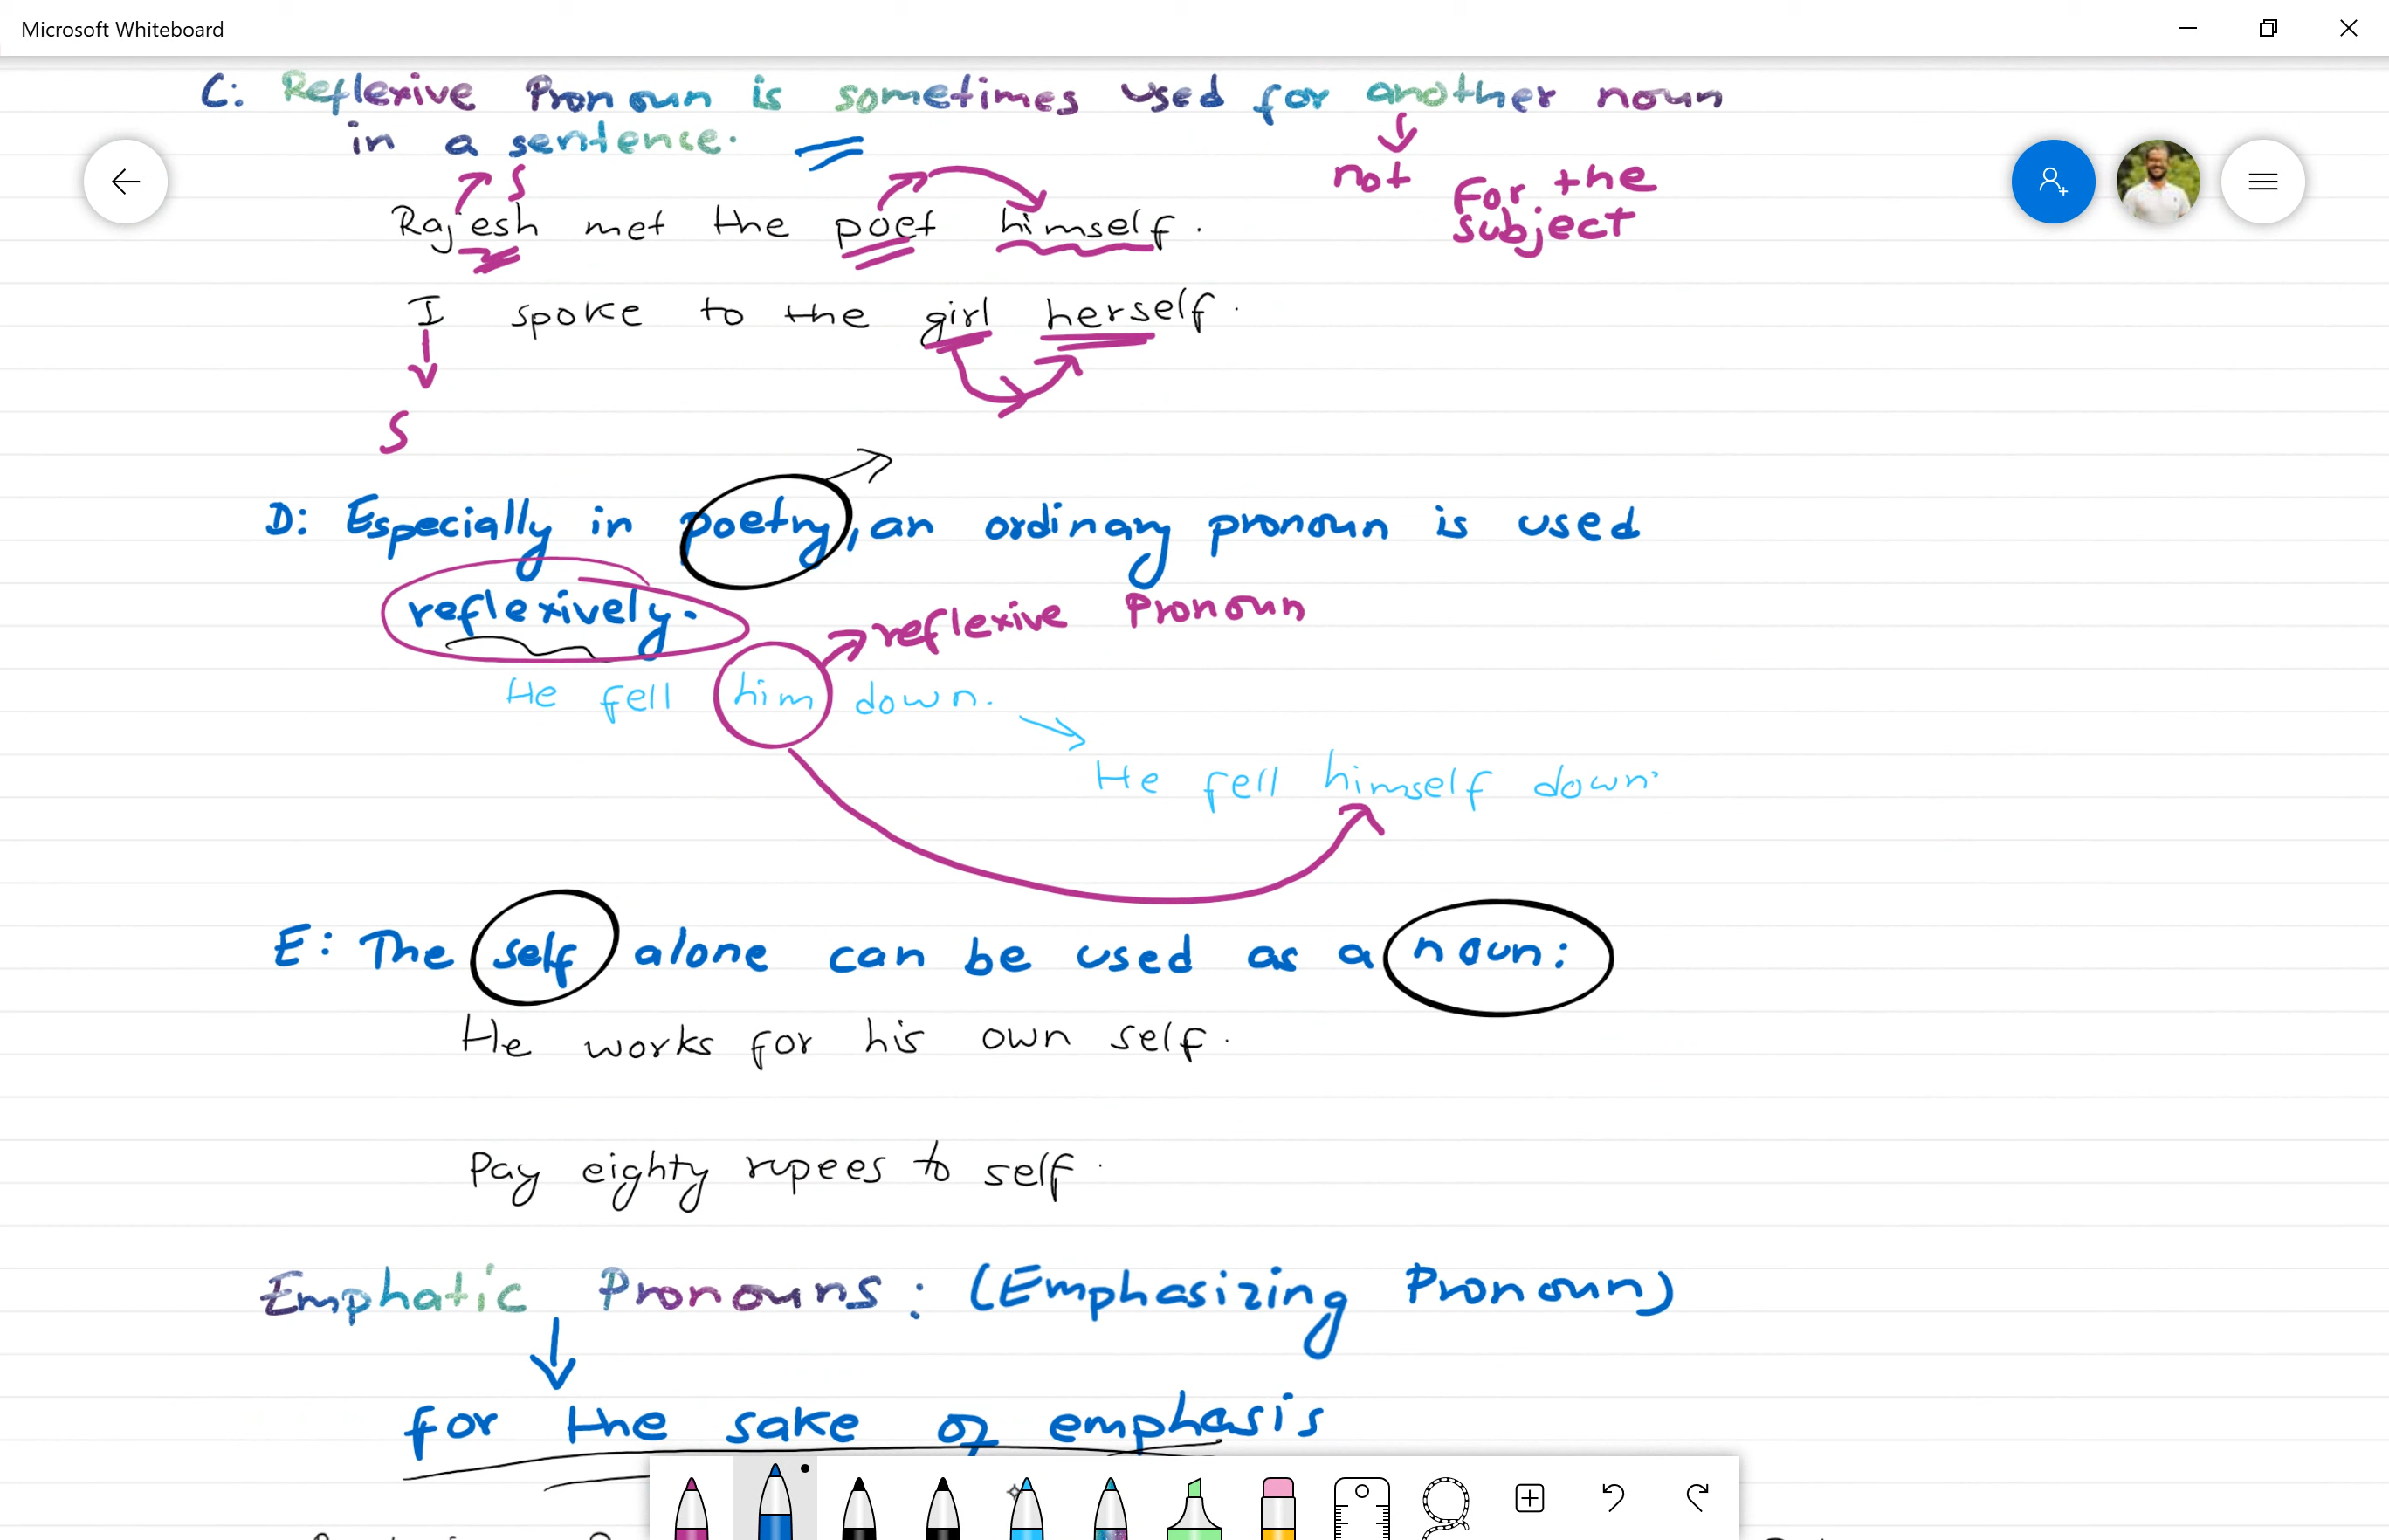 Microsoft Whiteboard
C: Reflexive Pronoun is sometimes used for another noun
in a sentence.
not for the
subject
S
Rajesh met the poet himself.
I spoke to the girl herself.
S
D: Especially in poetry, an ordinary pronoun is used
reflexively.
reflexive Pronoun
He fell him down.
He fell himself down.
E: The self alone can be used as a noun:
He works for his own self.
Pay eighty rupees to self.
Emphatic Pronouns: (Emphasizing Pronoun)
for the sake of emphasis